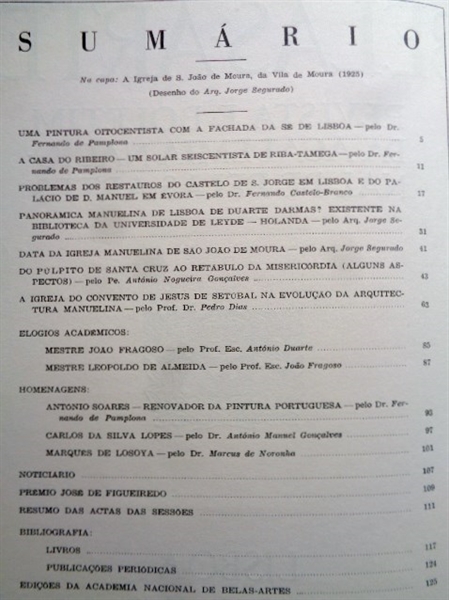 SUMÁRIO
Na capa: A Igreja de S. João de Moura, da Vila de Moura (1925)
(Desenho do Arq. Jorge Segurado)
UMA PINTURA OITOCENTISTA COM A FACHADA DA SÉ DE LISBOA — pelo Dr.
Fernando de Pamplona 5
A CASA DO RIBEIRO — UM SOLAR SEISCENTISTA DE RIBA-TAMEGA — pelo Dr. Fer-
nando de Pamplona 11
PROBLEMAS DOS RESTAUROS DO CASTELO DE S. JORGE EM LISBOA E DO PA-
LÁCIO DE D. MANUEL EM ÉVORA — pelo Dr. Fernando Castelo-Branco 17
PANORAMICA MANUELINA DE LISBOA DE DUARTE DARMAS? EXISTENTE NA
BIBLIOTECA DA UNIVERSIDADE DE LEYDE — HOLANDA — pelo Arq. Jorge Se-
gurado 31
DATA DA IGREJA MANUELINA DE SÃO JOÃO DE MOURA — pelo Arq. Jorge Segurado 41
DO PÚLPITO DE SANTA CRUZ AO RETÁBULO DA MISERICÓRDIA (ALGUNS AS-
PECTOS) — pelo Pe. António Nogueira Gonçalves 43
A IGREJA DO CONVENTO DE JESUS DE SETÚBAL NA EVOLUÇÃO DA ARQUITEC-
TURA MANUELINA — pelo Prof. Dr. Pedro Dias 63
ELOGIOS ACADÉMICOS:
MESTRE JOÃO FRAGOSO — pelo Prof. Esc. António Duarte 85
MESTRE LEOPOLDO DE ALMEIDA — pelo Prof. Esc. João Fragoso 87
HOMENAGENS:
ANTÓNIO SOARES — RENOVADOR DA PINTURA PORTUGUESA — pelo Dr. Fer-
nando de Pamplona 93
CARLOS DA SILVA LOPES — pelo Dr. António Manuel Gonçalves 97
MARQUES DE LOSOYA — pelo Dr. Marcus de Noronha 101
NOTICIÁRIO 107
PRÉMIO JOSÉ DE FIGUEIREDO 109
RESUMO DAS ACTAS DAS SESSÕES 111
BIBLIOGRAFIA:
LIVROS 117
PUBLICAÇÕES PERIÓDICAS 124
EDIÇÕES DA ACADEMIA NACIONAL DE BELAS-ARTES 125